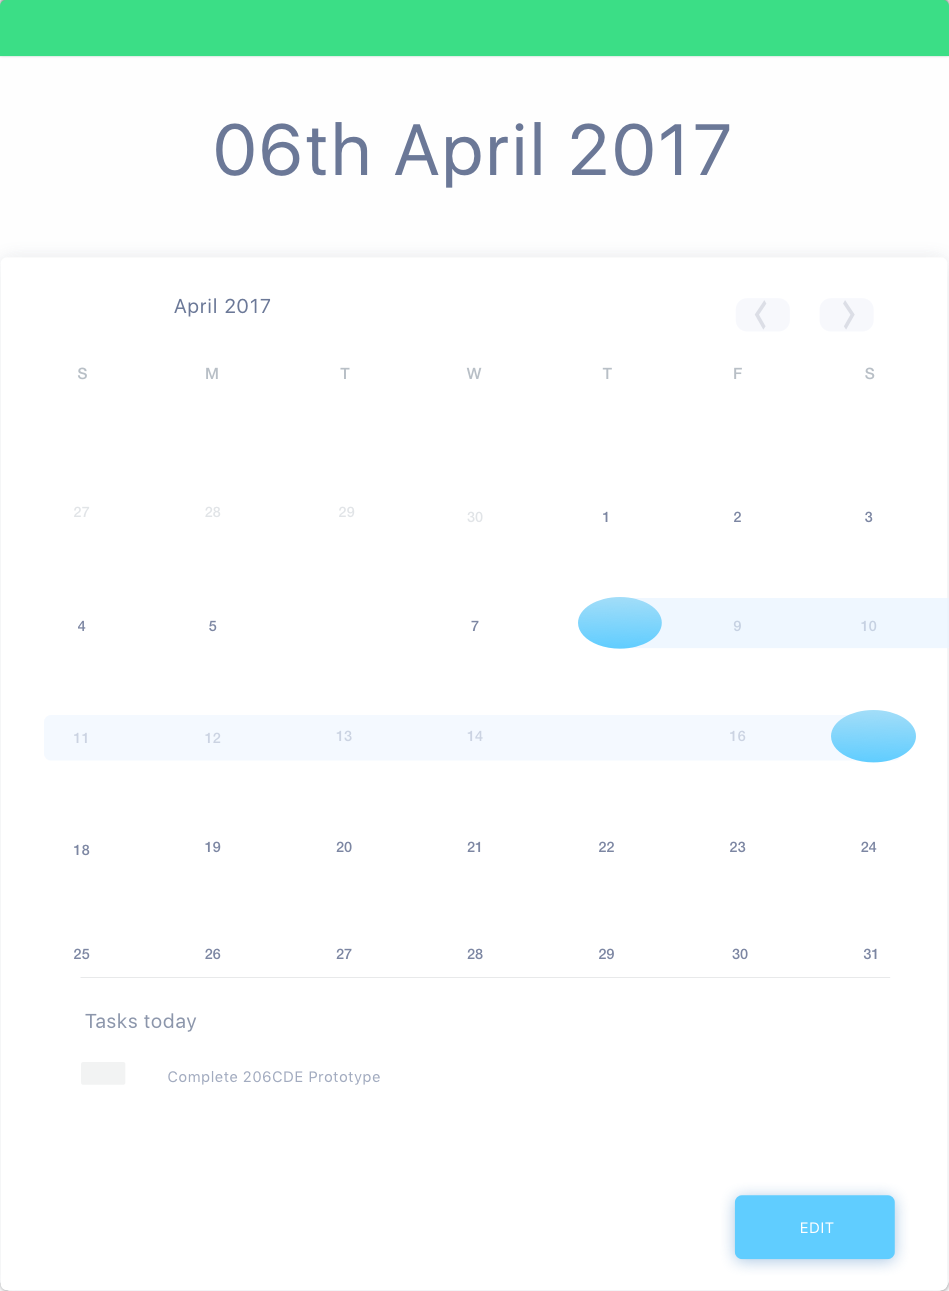 06th April 2017
April 2017
S M T W T F S
27 28 29 30 1 2 3
4 5 7 9 10
11 12 13 14 16
18 19 20 21 22 23 24
25 26 27 28 29 30 31
Tasks today
Complete 206CDE Prototype
EDIT